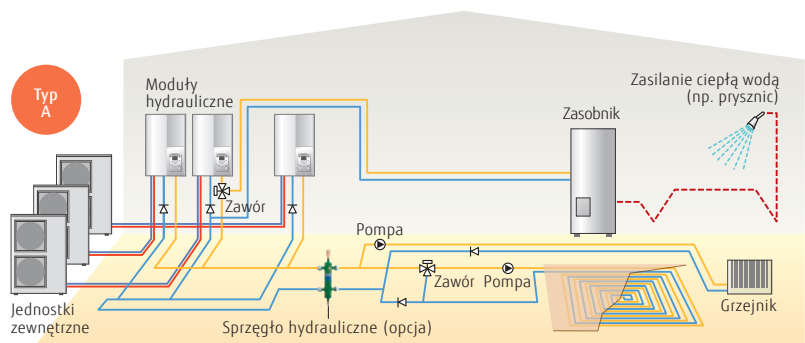 Typ
A
Moduły
hydrauliczne
Zasilanie ciepłą wodą
(np. prysznic)
Zasobnik
Zawór
Pompa
Zawór
Pompa
Jednostki
zewnętrzne
Sprzęgło hydrauliczne (opcja)
Grzejnik